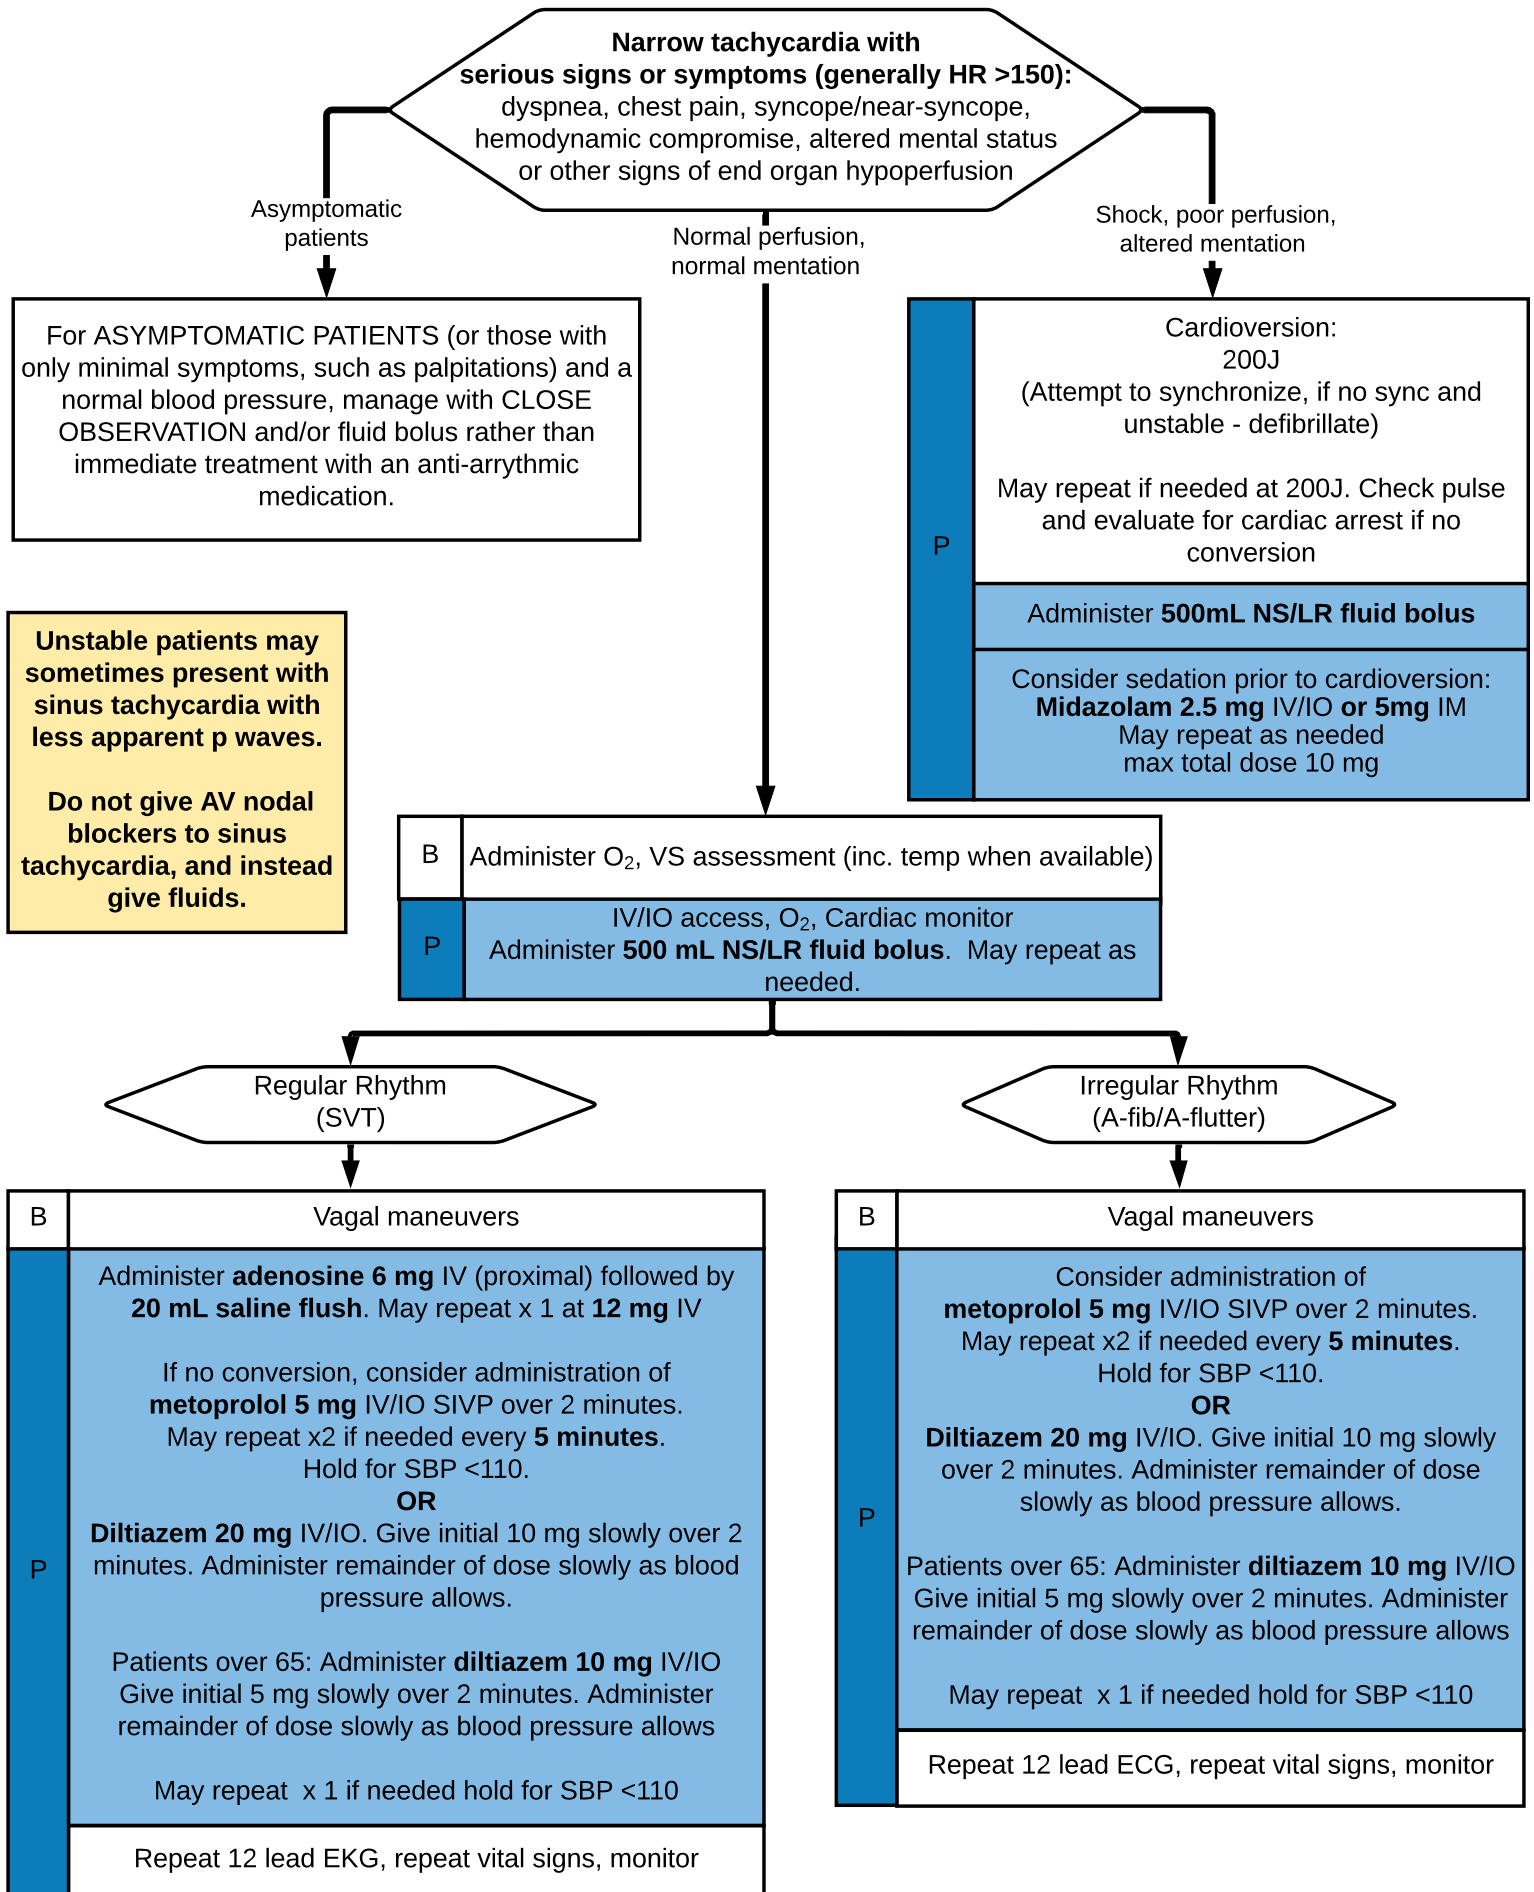 Narrow tachycardia with
serious signs or symptoms (generally HR >150):
dyspnea, chest pain, syncope/near-syncope,
hemodynamic compromise, altered mental status
or other signs of end organ hypoperfusion
Asymptomatic
patients
Normal perfusion,
normal mentation
Shock, poor perfusion,
altered mentation
For ASYMPTOMATIC PATIENTS (or those with
only minimal symptoms, such as palpitations) and a
normal blood pressure, manage with CLOSE
OBSERVATION and/or fluid bolus rather than
immediate treatment with an anti-arrythmic
medication.
P
Cardioversion:
200J
(Attempt to synchronize, if no sync and
unstable - defibrillate)
May repeat if needed at 200J. Check pulse
and evaluate for cardiac arrest if no
conversion
Administer 500mL NS/LR fluid bolus
Consider sedation prior to cardioversion:
Midazolam 2.5 mg IV/IO or 5mg IM
May repeat as needed
max total dose 10 mg
Unstable patients may
sometimes present with
sinus tachycardia with
less apparent p waves.
Do not give AV nodal
blockers to sinus
tachycardia, and instead
give fluids.
B
Administer O₂, VS assessment (inc. temp when available)
P
IV/IO access, O₂, Cardiac monitor
Administer 500 mL NS/LR fluid bolus. May repeat as
needed.
Regular Rhythm
(SVT)
B
Vagal maneuvers
P
Administer adenosine 6 mg IV (proximal) followed by
20 mL saline flush. May repeat x 1 at 12 mg IV
If no conversion, consider administration of
metoprolol 5 mg IV/IO SIVP over 2 minutes.
May repeat x2 if needed every 5 minutes.
Hold for SBP <110.
OR
Diltiazem 20 mg IV/IO. Give initial 10 mg slowly over 2
minutes. Administer remainder of dose slowly as blood
pressure allows.
Patients over 65: Administer diltiazem 10 mg IV/IO
Give initial 5 mg slowly over 2 minutes. Administer
remainder of dose slowly as blood pressure allows
May repeat x 1 if needed hold for SBP <110
Repeat 12 lead EKG, repeat vital signs, monitor
Irregular Rhythm
(A-fib/A-flutter)
B
Vagal maneuvers
P
Consider administration of
metoprolol 5 mg IV/IO SIVP over 2 minutes.
May repeat x2 if needed every 5 minutes.
Hold for SBP <110.
OR
Diltiazem 20 mg IV/IO. Give initial 10 mg slowly
over 2 minutes. Administer remainder of dose
slowly as blood pressure allows.
Patients over 65: Administer diltiazem 10 mg IV/IO
Give initial 5 mg slowly over 2 minutes. Administer
remainder of dose slowly as blood pressure allows
May repeat x 1 if needed hold for SBP <110
Repeat 12 lead ECG, repeat vital signs, monitor